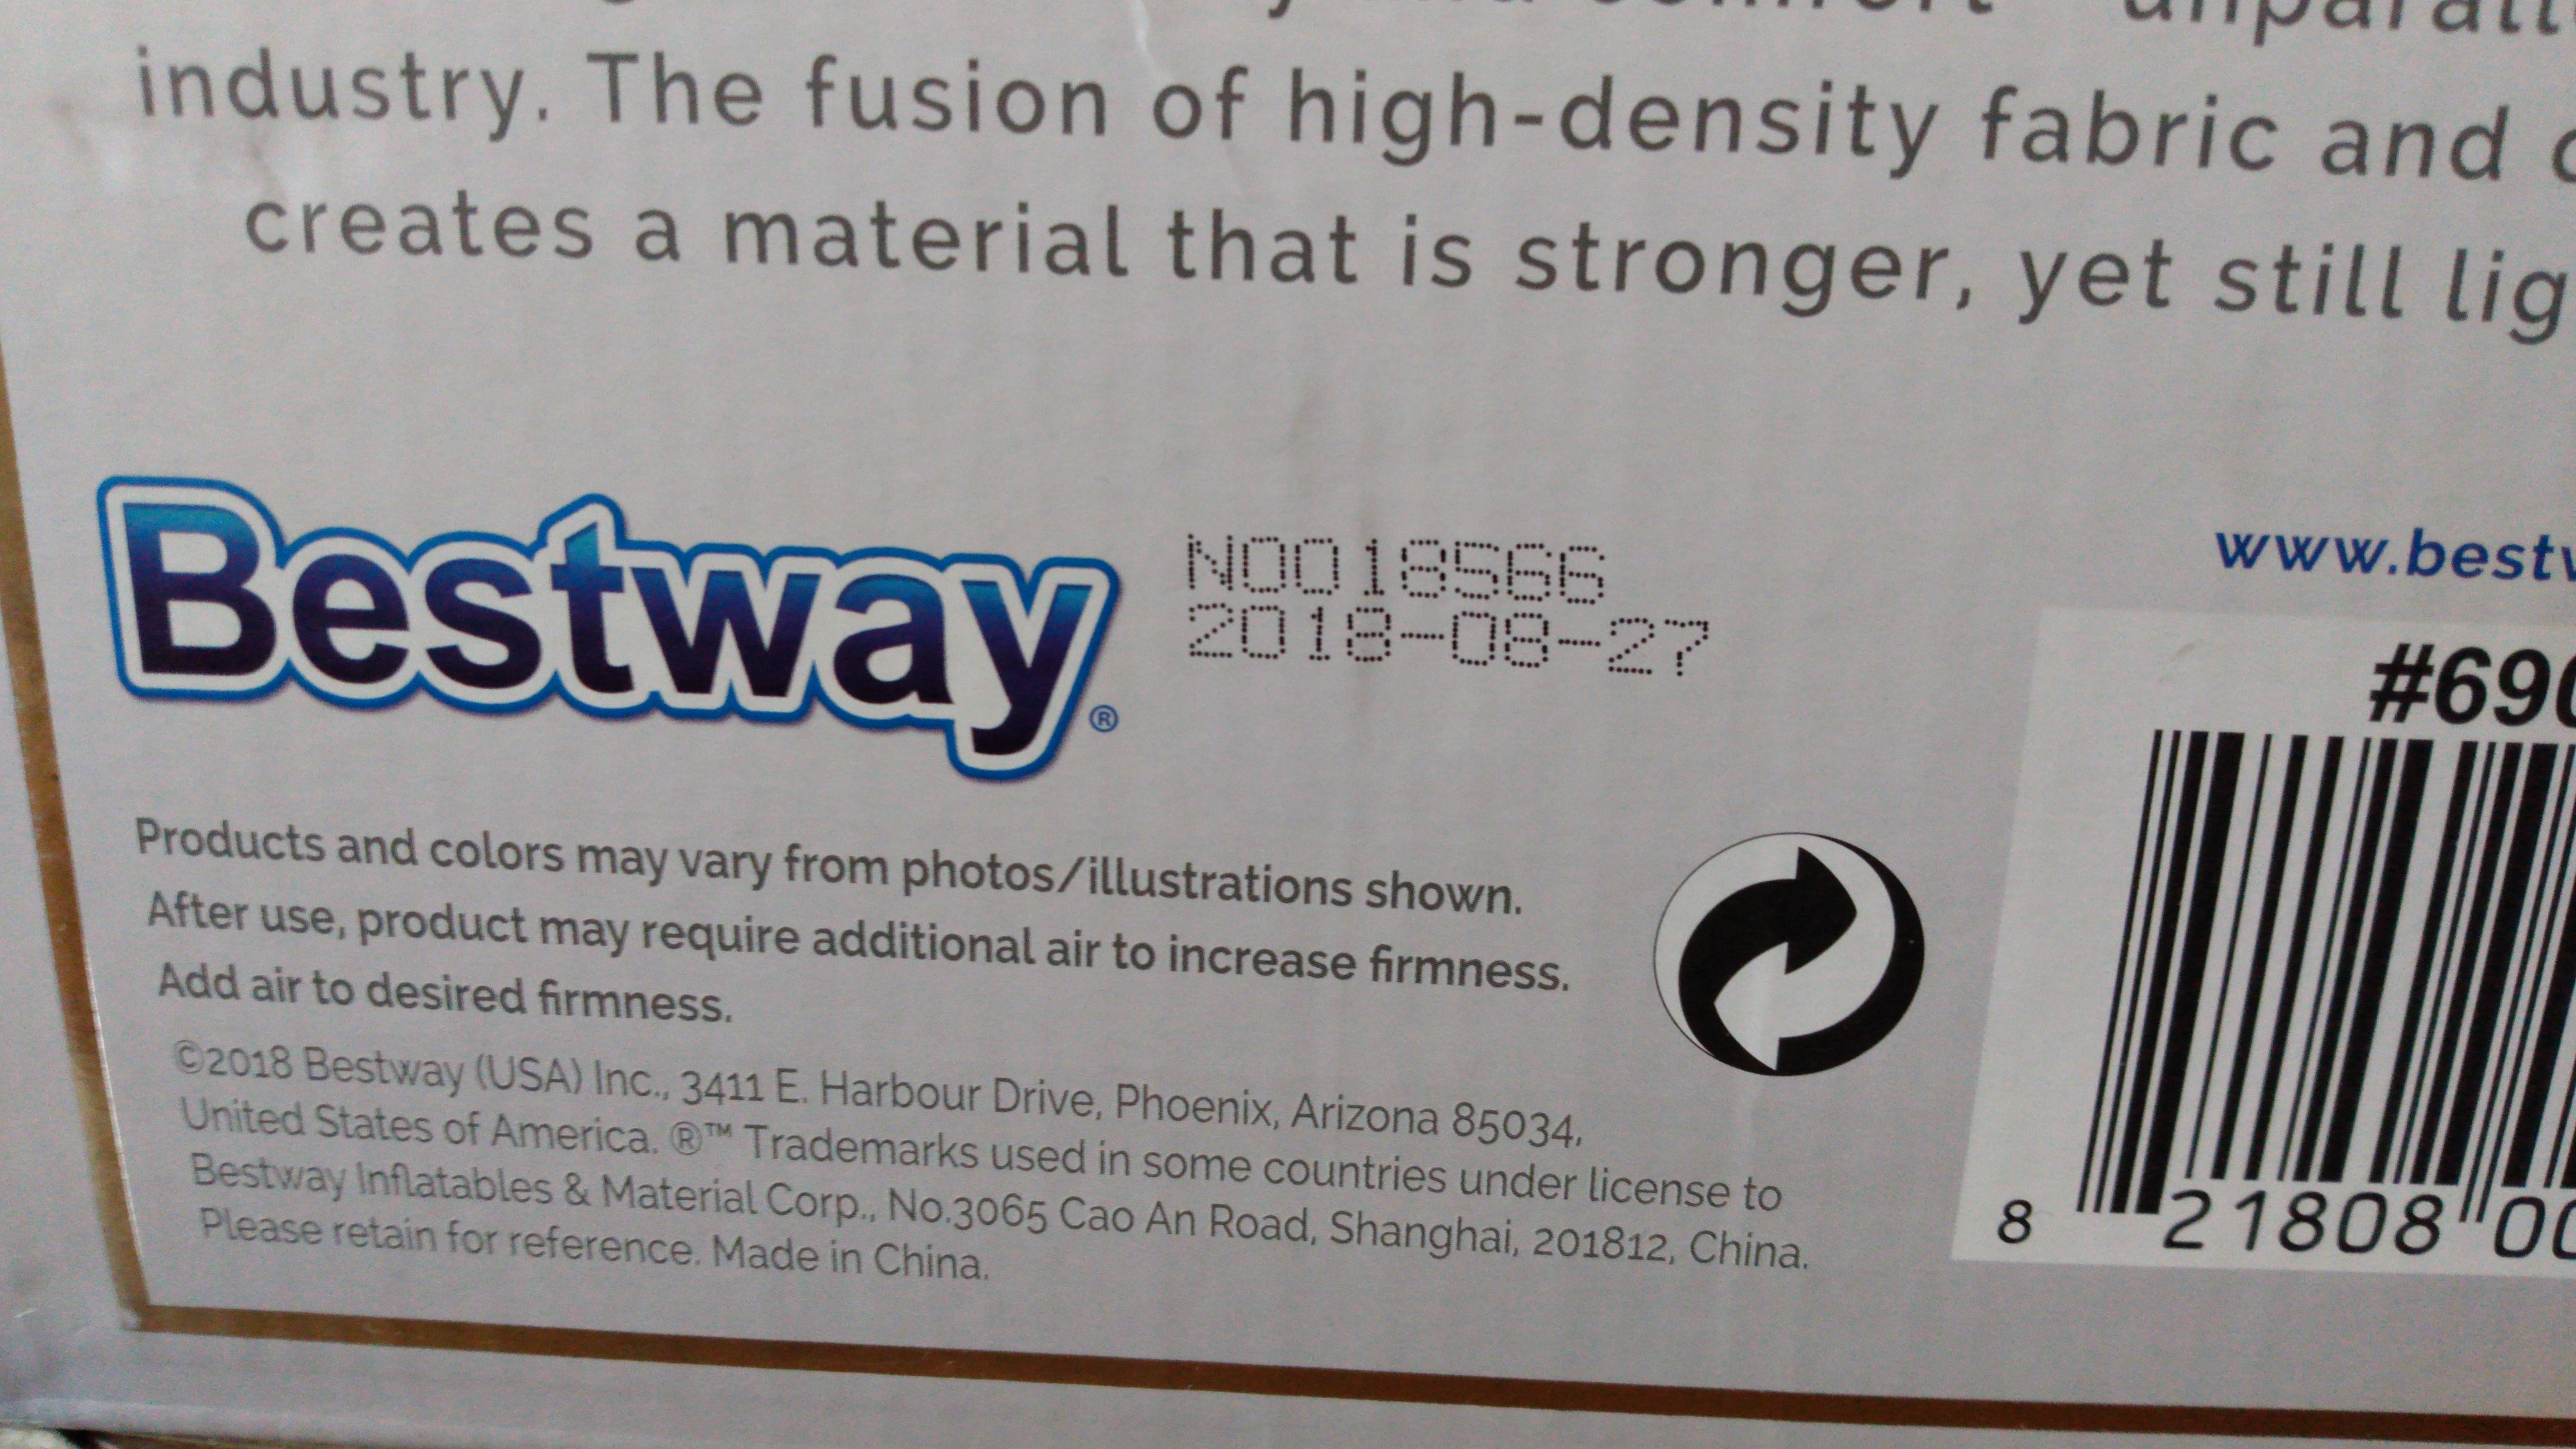 industry. The fusion of high-density fabric and
creates a material that is stronger, yet still lig
Bestway®
N0018566
2018-08-27
www.bestw
#690
Products and colors may vary from photos/illustrations shown.
After use, product may require additional air to increase firmness.
Add air to desired firmness.
©2018 Bestway (USA) Inc., 3411 E. Harbour Drive, Phoenix, Arizona 85034,
United States of America. ®™ Trademarks used in some countries under license to
Bestway Inflatables & Material Corp., No.3065 Cao An Road, Shanghai, 201812, China.
Please retain for reference. Made in China.
8 21808 00